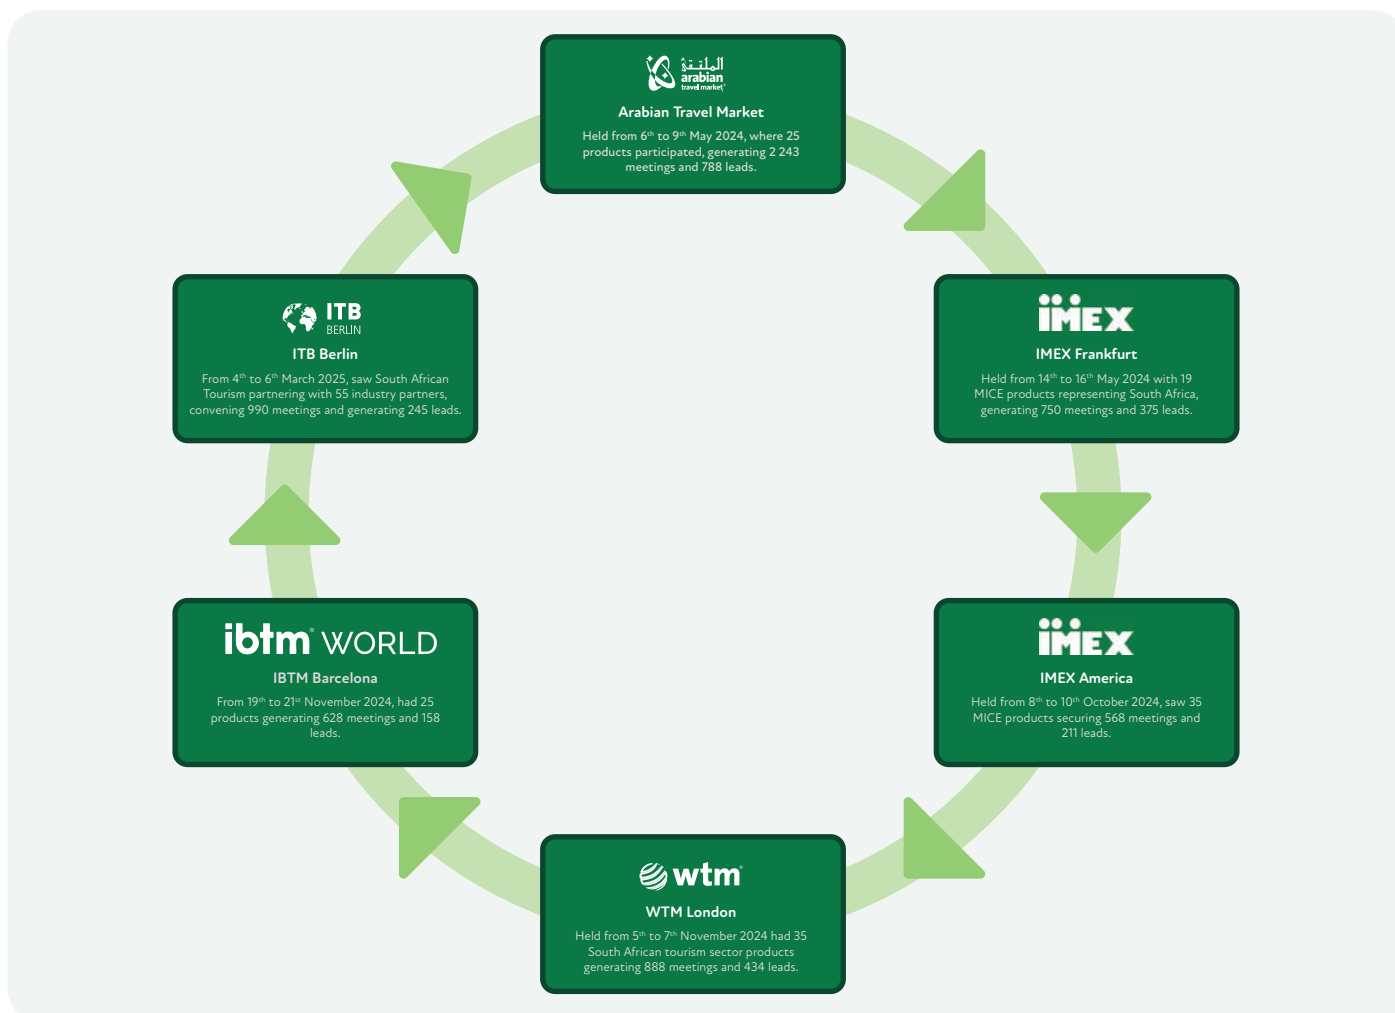 الملتقى
arabian
travel market
Arabian Travel Market
Held from 6th to 9th May 2024, where 25
products participated, generating 2 243
meetings and 788 leads.
IMEX
IMEX Frankfurt
Held from 14th to 16th May 2024 with 19
MICE products representing South Africa,
generating 750 meetings and 375 leads.
IMEX
IMEX America
Held from 8th to 10th October 2024, saw 35
MICE products securing 568 meetings and
211 leads.
wtm
WTM London
Held from 5th to 7th November 2024 had 35
South African tourism sector products
generating 888 meetings and 434 leads.
ibtm® WORLD
IBTM Barcelona
From 19th to 21st November 2024, had 25
products generating 628 meetings and 158
leads.
ITB
BERLIN
ITB Berlin
From 4th to 6th March 2025, saw South African
Tourism partnering with 55 industry partners,
convening 990 meetings and generating 245 leads.